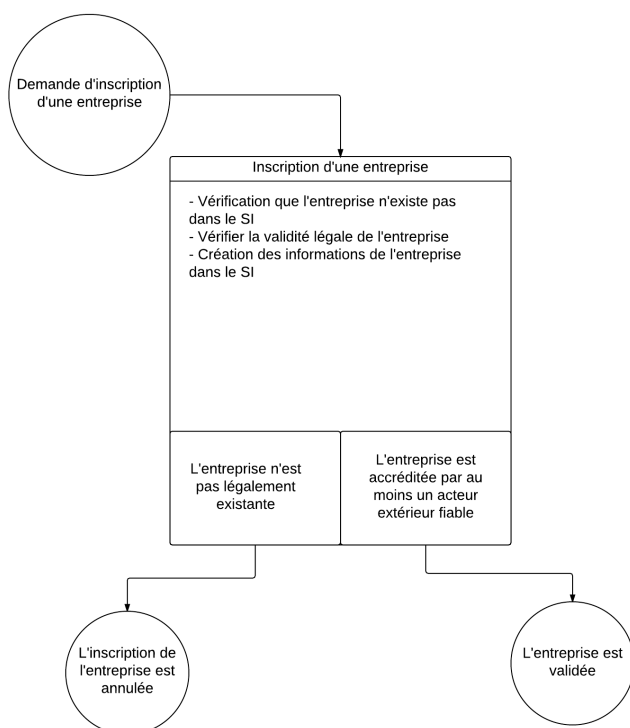 Demande d'inscription
d'une entreprise
Inscription d'une entreprise
- Vérification que l'entreprise n'existe pas
dans le SI
- Vérifier la validité légale de l'entreprise
- Création des informations de l'entreprise
dans le SI
L'entreprise n'est
pas légalement
existante
L'entreprise est
accréditée par au
moins un acteur
extérieur fiable
L'inscription de
l'entreprise est
annulée
L'entreprise est
validée